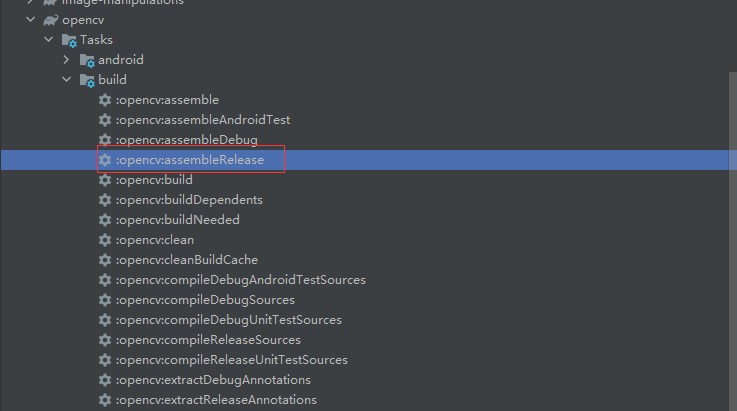 image-manipulations
opencv
Tasks
android
build
:opencv:assemble
:opencv:assembleAndroidTest
:opencv:assembleDebug
:opencv:assembleRelease
:opencv:build
:opencv:buildDependents
:opencv:buildNeeded
:opencv:clean
:opencv:cleanBuildCache
:opencv:compileDebugAndroidTestSources
:opencv:compileDebugSources
:opencv:compileDebugUnitTestSources
:opencv:compileReleaseSources
:opencv:compileReleaseUnitTestSources
:opencv:extractDebugAnnotations
:opencv:extractReleaseAnnotations